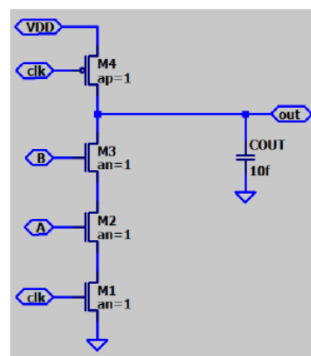 VDD
clk
M4
ap=1
out
COUT
10f
B
M3
an=1
A
M2
an=1
clk
M1
an=1